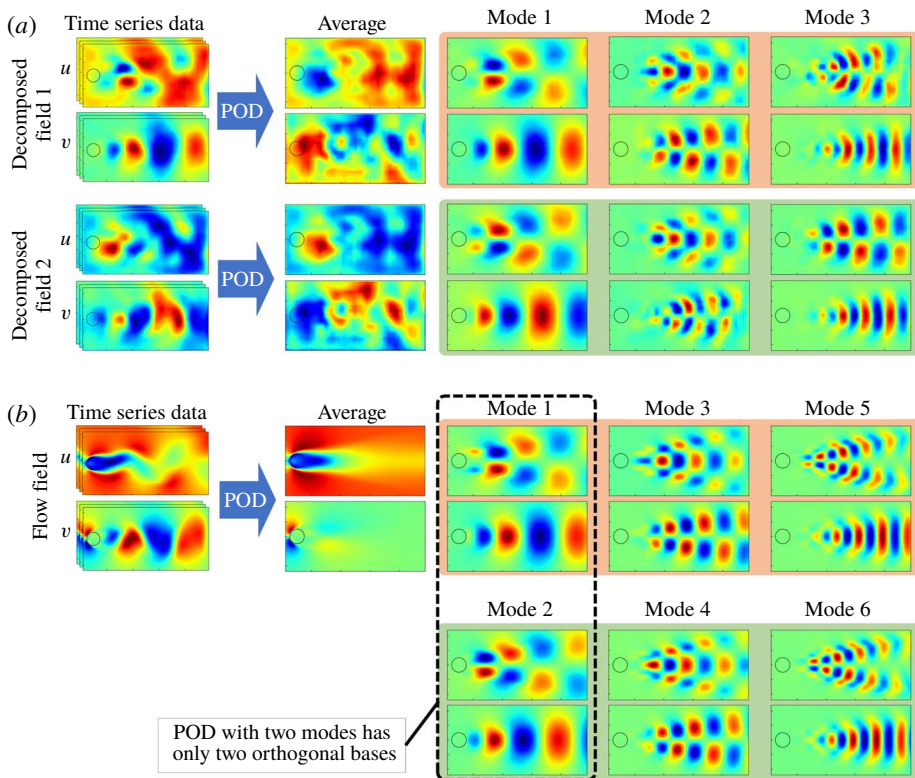 (a)
Time series data
Average
Mode 1
Mode 2
Mode 3
Decomposed
field 1
u
POD
v
Decomposed
field 2
u
POD
v
(b)
Time series data
Average
Mode 1
Mode 3
Mode 5
Flow field
u
POD
v
Mode 2
Mode 4
Mode 6
POD with two modes has
only two orthogonal bases